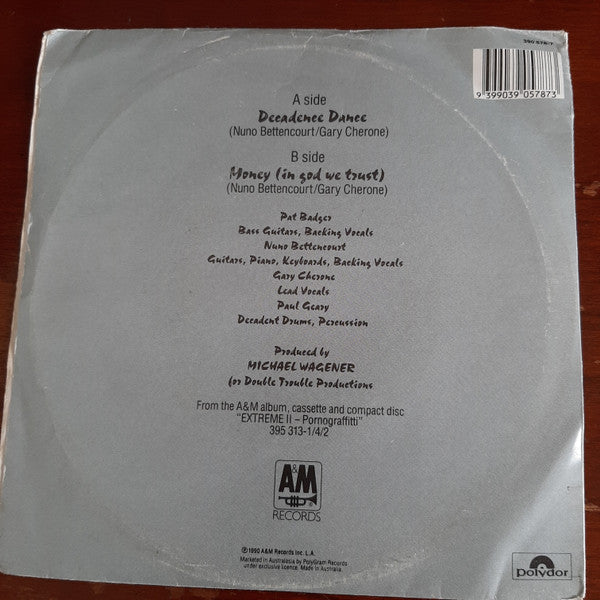 390 578-7
9 399039 057873
A side
Decadence Dance
(Nuno Bettencourt/Gary Cherone)
B side
Money (in god we trust)
(Nuno Bettencourt/Gary Cherone)
Pat Badger
Bass Guitars, Backing Vocals
Nuno Bettencourt
Guitars, Piano, Keyboards, Backing Vocals
Gary Cherone
Lead Vocals
Paul Geary
Decadent Drums, Percussion
Produced by
MICHAEL WAGENER
for Double Trouble Productions
From the A&M album, cassette and compact disc
"EXTREME II – Pornograffitti"
395 313-1/4/2
A&M
RECORDS
℗1990 A&M Records Inc. L.A.
Marketed in Australasia by PolyGram Records
under exclusive licence. Made in Australia.
polydor